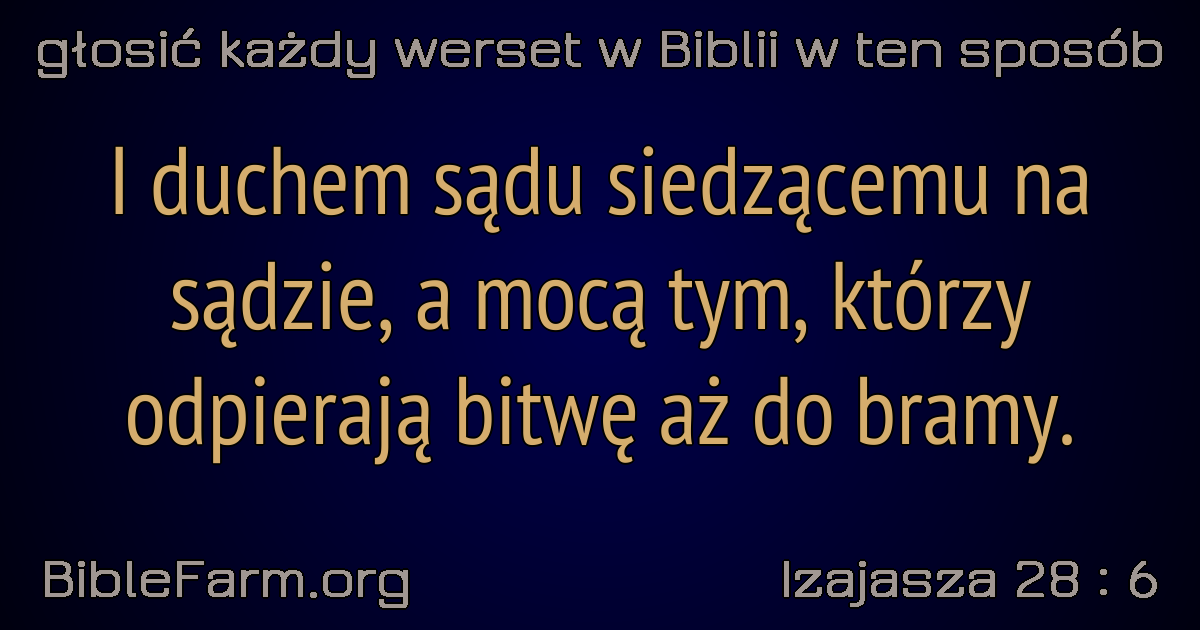 głosić każdy werset w Biblii w ten sposób
I duchem sądu siedzącemu na
sądzie, a mocą tym, którzy
odpierają bitwę aż do bramy.
BibleFarm.org
Izajasza 28 : 6